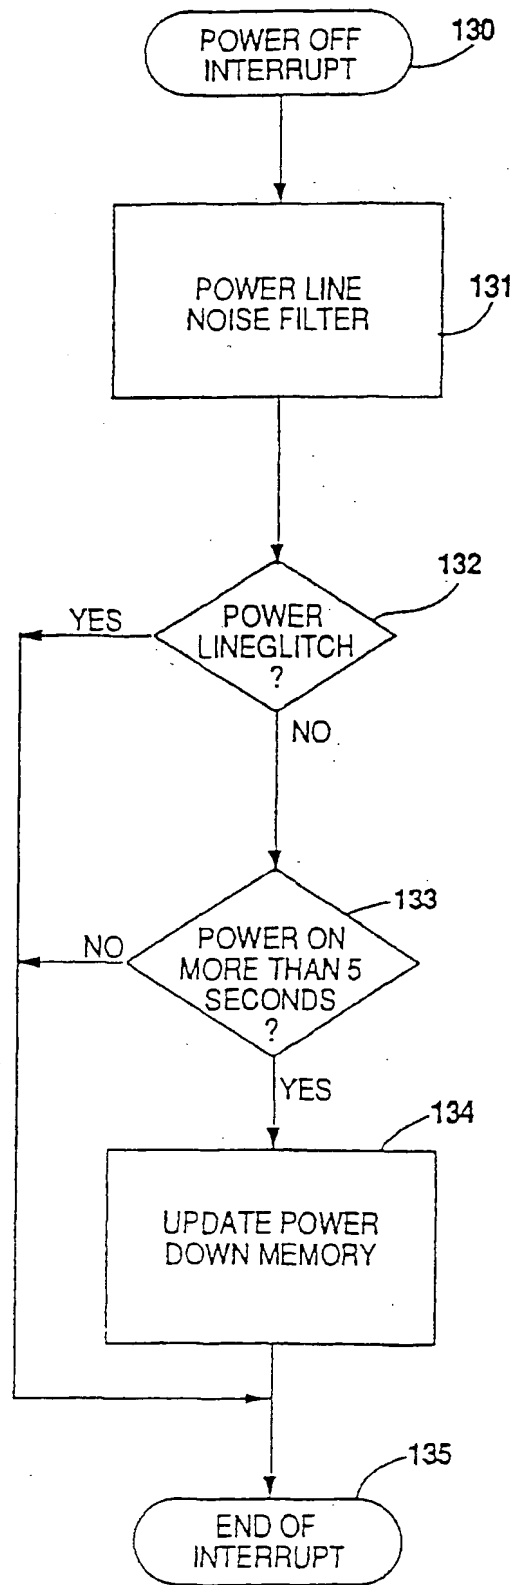 POWER OFF
INTERRUPT
130
POWER LINE
NOISE FILTER
131
132
POWER
LINEGLITCH
?
YES
NO
133
POWER ON
MORE THAN 5
SECONDS
?
NO
YES
134
UPDATE POWER
DOWN MEMORY
135
END OF
INTERRUPT